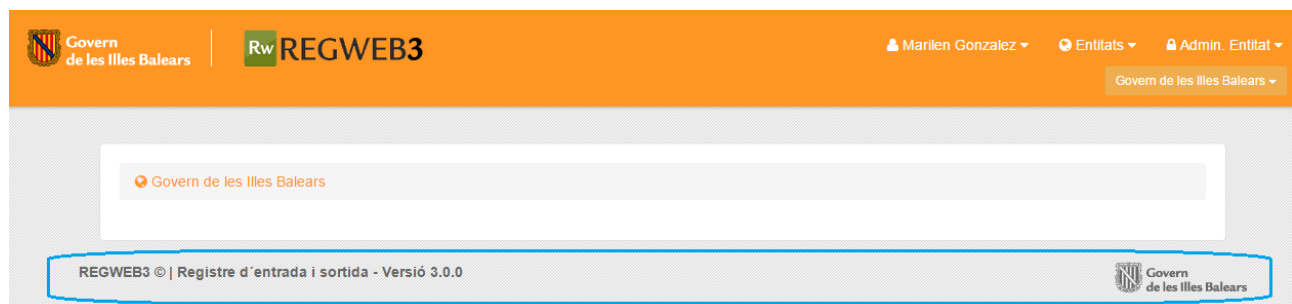 Govern
de les Illes Balears
Rw REGWEB3
Marilen Gonzalez
Entitats
Admin. Entitat
Govern de les Illes Balears
Govern de les Illes Balears
REGWEB3 © | Registre d´entrada i sortida - Versió 3.0.0
Govern
de les Illes Balears